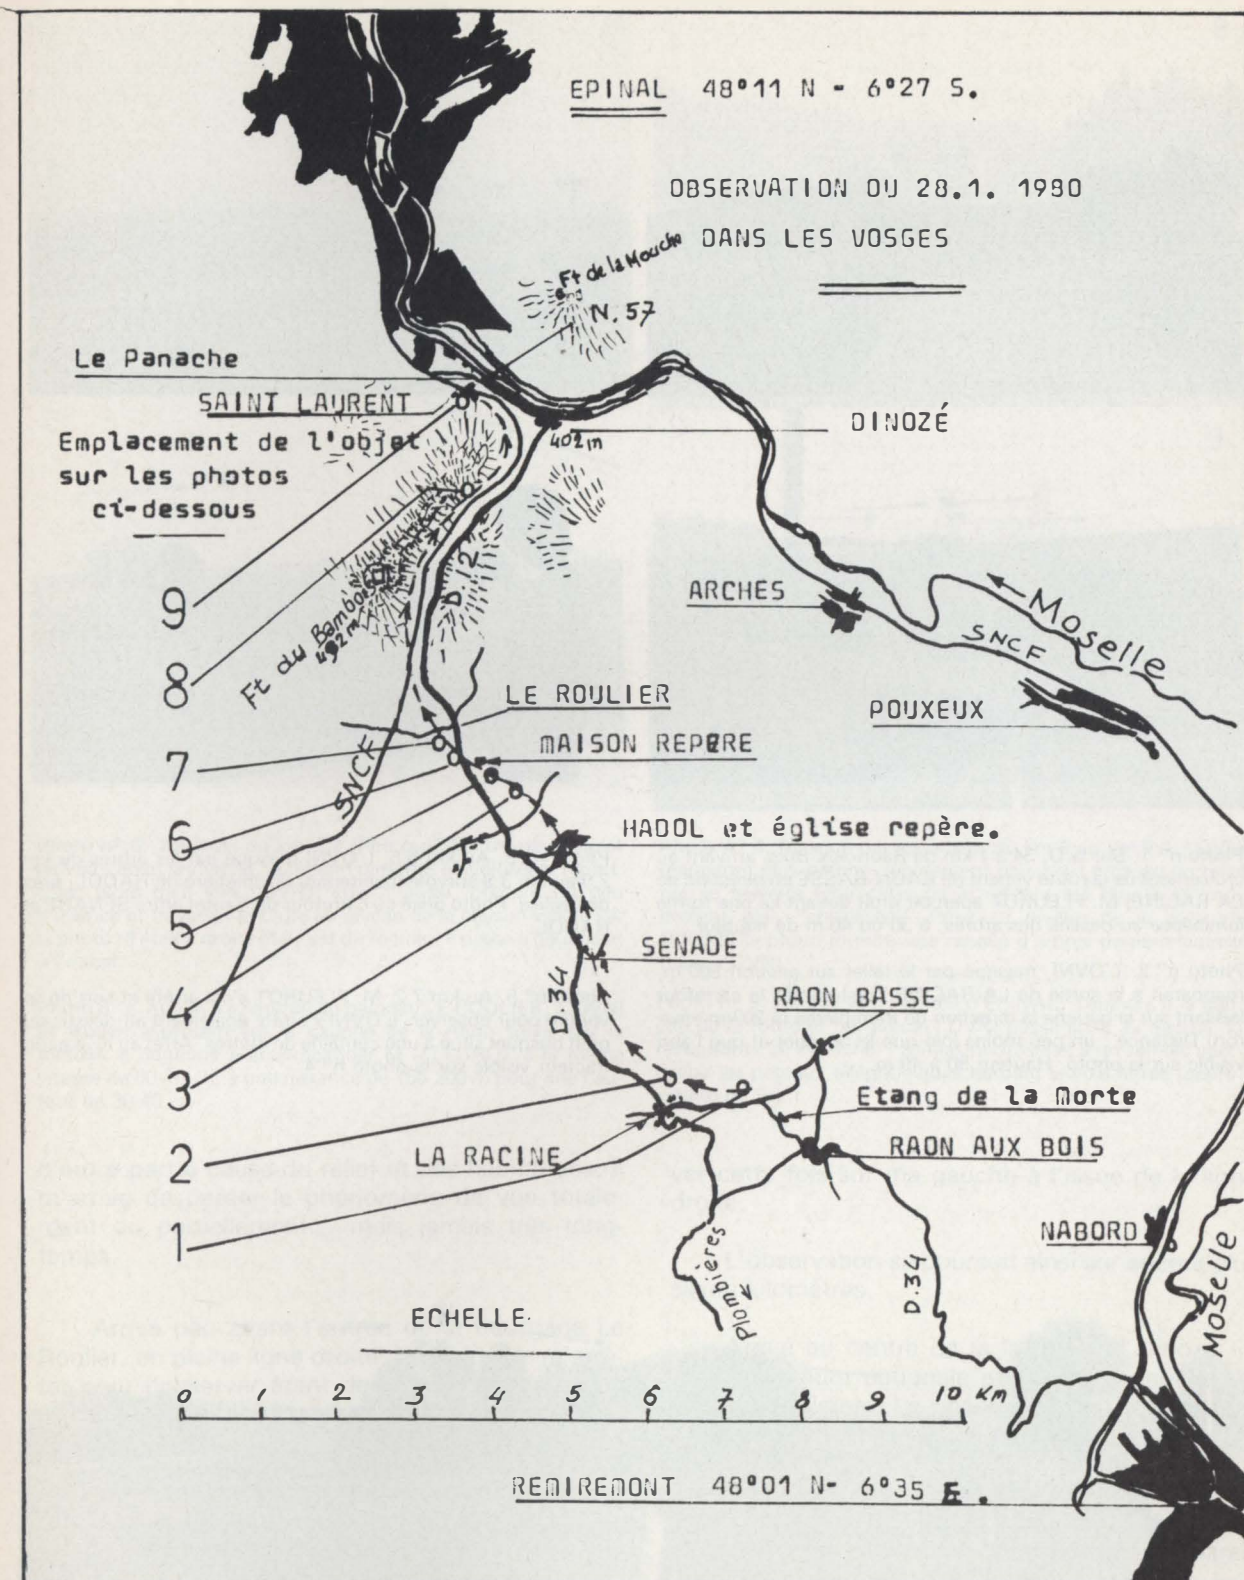 EPINAL 48°11 N - 6°27 S.
OBSERVATION DU 28.1. 1980
DANS LES VOSGES
Ft de la Mouche
N. 57
Le Panache
SAINT LAURENT
DINOZÉ
402 m
Emplacement de l'objet
sur les photos
ci-dessous
D.12
Ft du Bambois
492 m
ARCHES
Moselle
SNCF
POUXEUX
9
8
7
6
5
4
3
2
1
LE ROULIER
MAISON REPERE
SNCF
HADOL et église repère.
SENADE
D.34
RAON BASSE
Etang de la Morte
LA RACINE
RAON AUX BOIS
NABORD
Moselle
Plombières
D.34
ECHELLE
0 1 2 3 4 5 6 7 8 9 10 Km
REMIREMONT 48°01 N- 6°35 E.